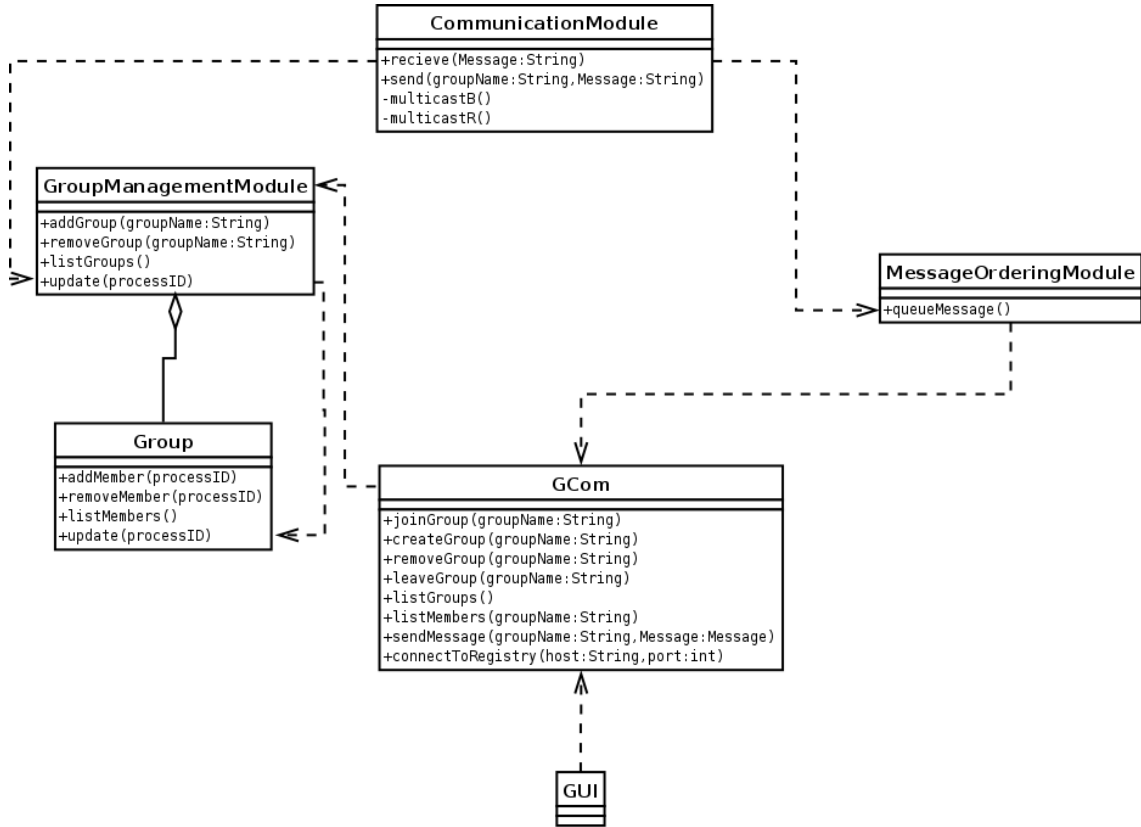 CommunicationModule
+recieve(Message:String)
+send(groupName:String,Message:String)
-multicastB()
-multicastR()
GroupManagementModule
+addGroup(groupName:String)
+removeGroup(groupName:String)
+listGroups()
+update(processID)
MessageOrderingModule
+queueMessage()
Group
+addMember(processID)
+removeMember(processID)
+listMembers()
+update(processID)
GCom
+joinGroup(groupName:String)
+createGroup(groupName:String)
+removeGroup(groupName:String)
+leaveGroup(groupName:String)
+listGroups()
+listMembers(groupName:String)
+sendMessage(groupName:String,Message:Message)
+connectToRegistry(host:String,port:int)
GUI